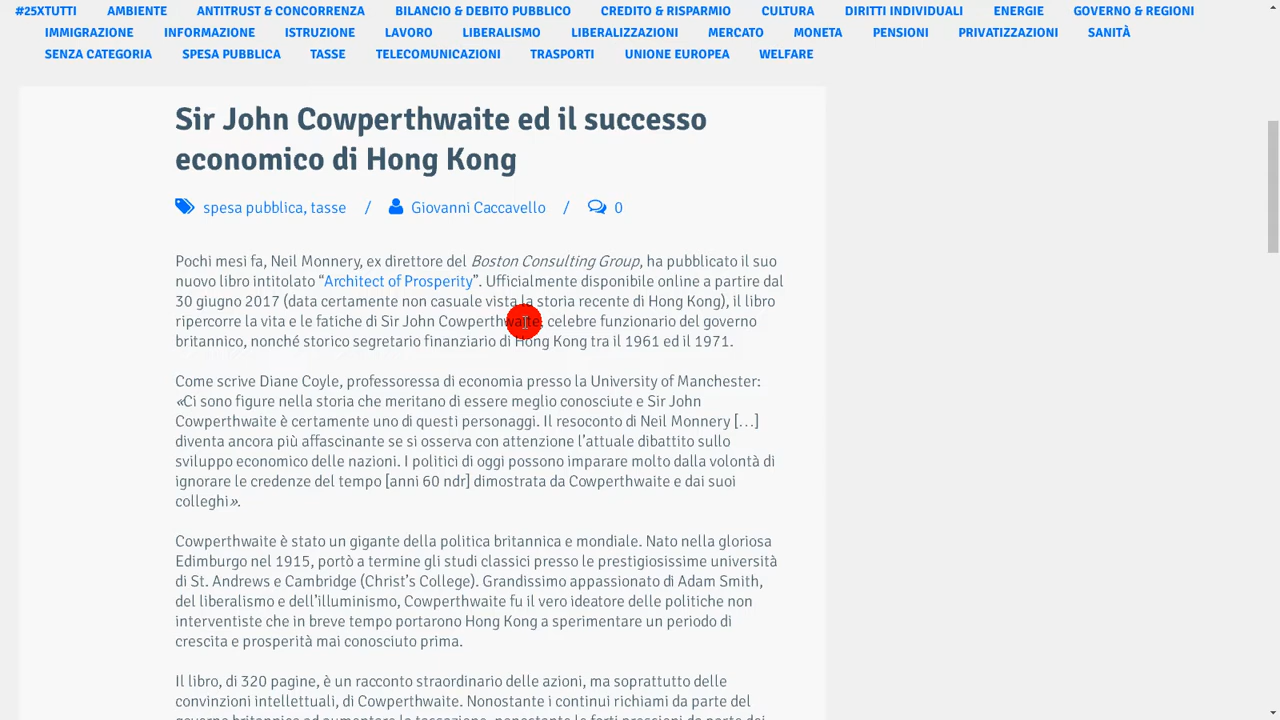 #25XTUTTI AMBIENTE ANTITRUST & CONCORRENZA BILANCIO & DEBITO PUBBLICO CREDITO & RISPARMIO CULTURA DIRITTI INDIVIDUALI ENERGIE GOVERNO & REGIONI
IMMIGRAZIONE INFORMAZIONE ISTRUZIONE LAVORO LIBERALISMO LIBERALIZZAZIONI MERCATO MONETA PENSIONI PRIVATIZZAZIONI SANITÀ
SENZA CATEGORIA SPESA PUBBLICA TASSE TELECOMUNICAZIONI TRASPORTI UNIONE EUROPEA WELFARE
Sir John Cowperthwaite ed il successo
economico di Hong Kong
spesa pubblica, tasse / Giovanni Caccavello / 0
Pochi mesi fa, Neil Monnery, ex direttore del Boston Consulting Group, ha pubblicato il suo
nuovo libro intitolato “Architect of Prosperity”. Ufficialmente disponibile online a partire dal
30 giugno 2017 (data certamente non casuale vista la storia recente di Hong Kong), il libro
ripercorre la vita e le fatiche di Sir John Cowperthwaite, celebre funzionario del governo
britannico, nonché storico segretario finanziario di Hong Kong tra il 1961 ed il 1971.
Come scrive Diane Coyle, professoressa di economia presso la University of Manchester:
«Ci sono figure nella storia che meritano di essere meglio conosciute e Sir John
Cowperthwaite è certamente uno di questi personaggi. Il resoconto di Neil Monnery […]
diventa ancora più affascinante se si osserva con attenzione l’attuale dibattito sullo
sviluppo economico delle nazioni. I politici di oggi possono imparare molto dalla volontà di
ignorare le credenze del tempo [anni 60 ndr] dimostrata da Cowperthwaite e dai suoi
colleghi».
Cowperthwaite è stato un gigante della politica britannica e mondiale. Nato nella gloriosa
Edimburgo nel 1915, portò a termine gli studi classici presso le prestigiosissime università
di St. Andrews e Cambridge (Christ’s College). Grandissimo appassionato di Adam Smith,
del liberalismo e dell’illuminismo, Cowperthwaite fu il vero ideatore delle politiche non
interventiste che in breve tempo portarono Hong Kong a sperimentare un periodo di
crescita e prosperità mai conosciuto prima.
Il libro, di 320 pagine, è un racconto straordinario delle azioni, ma soprattutto delle
convinzioni intellettuali, di Cowperthwaite. Nonostante i continui richiami da parte del
governo britannico ad aumentare la tassazione, nonostante le forti pressioni da parte dei